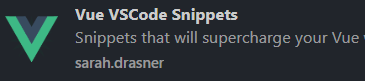 Vue VSCode Snippets
Snippets that will supercharge your Vue
sarah.drasner